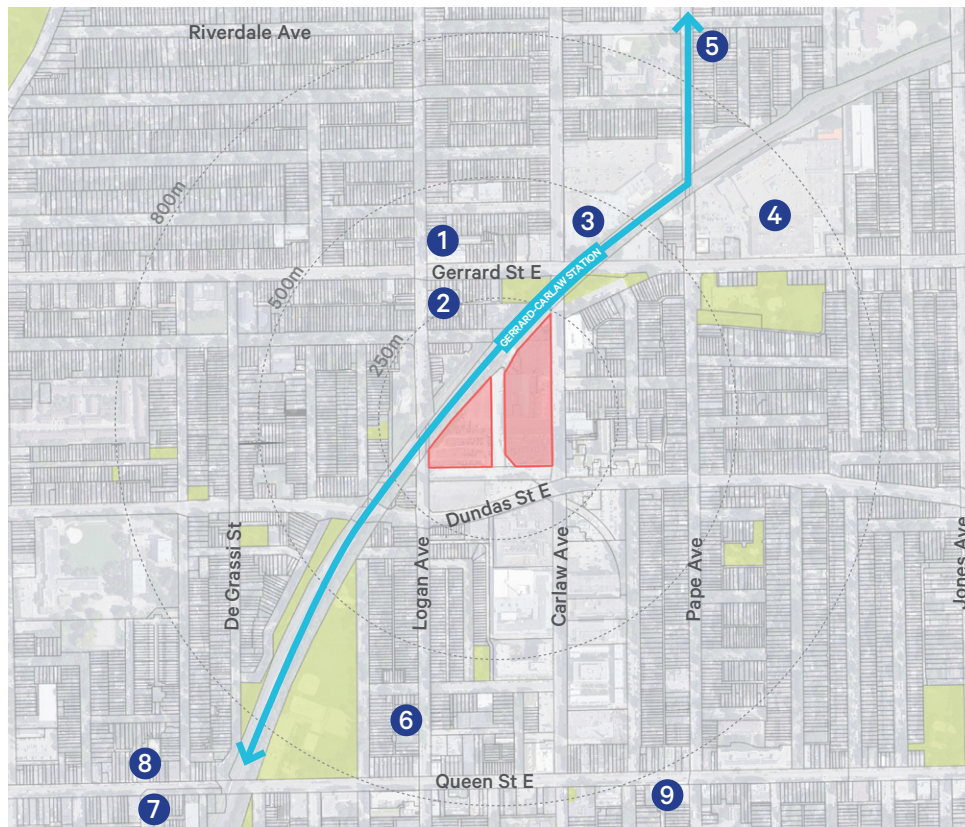 Riverdale Ave
5
800m
4
3
1
Gerrard St E
GERRARD-CARLAW STATION
500m
2
250m
Dundas St E
De Grassi St
Logan Ave
Carlaw Ave
Pape Ave
Jones Ave
6
8
Queen St E
7
9